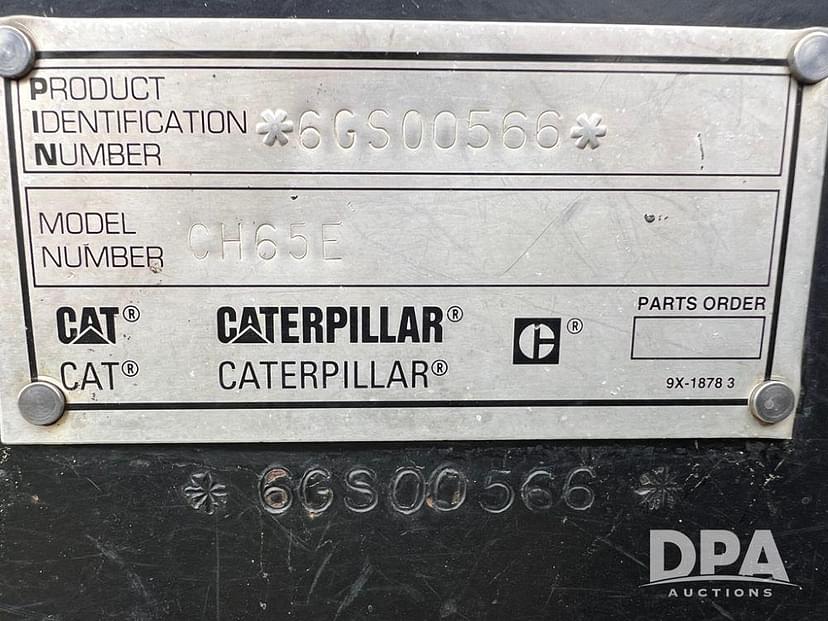 PRODUCT
IDENTIFICATION
NUMBER
*6GS00566*
MODEL
NUMBER
CH65E
CAT® CATERPILLAR® ®
CAT® CATERPILLAR®
PARTS ORDER
9X-1878 3
* 6GS00566 *
DPA
AUCTIONS